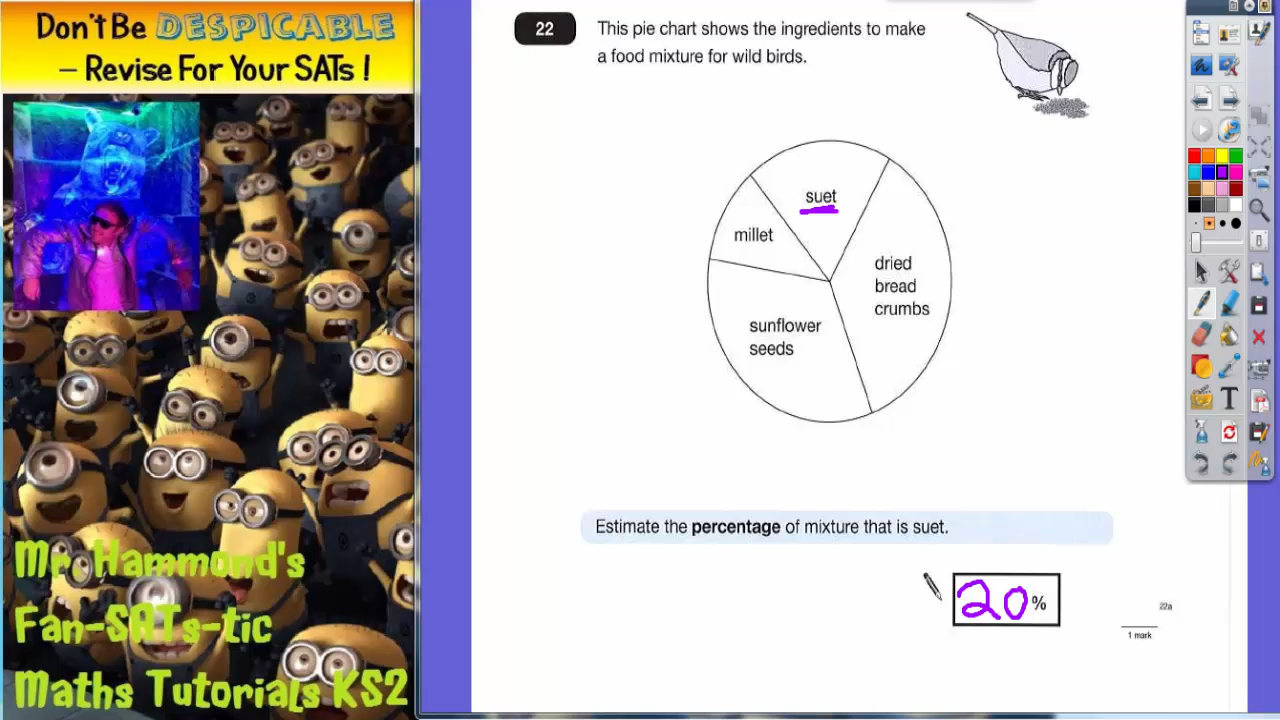 Don't Be DESPICABLE
– Revise For Your SATs !
Mr. Hammond's
Fan-SATs-tic
Maths Tutorials KS2
22
This pie chart shows the ingredients to make
a food mixture for wild birds.
suet
millet
dried
bread
crumbs
sunflower
seeds
Estimate the percentage of mixture that is suet.
20%
22a
1 mark
T